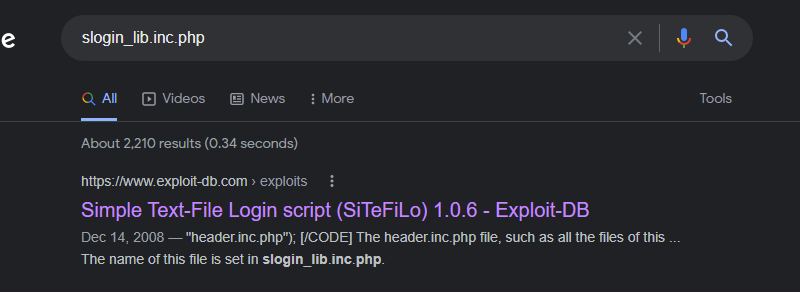 e
slogin_lib.inc.php
All Videos News More Tools
About 2,210 results (0.34 seconds)
https://www.exploit-db.com › exploits
Simple Text-File Login script (SiTeFiLo) 1.0.6 - Exploit-DB
Dec 14, 2008 — "header.inc.php"); [/CODE] The header.inc.php file, such as all the files of this ...
The name of this file is set in slogin_lib.inc.php.